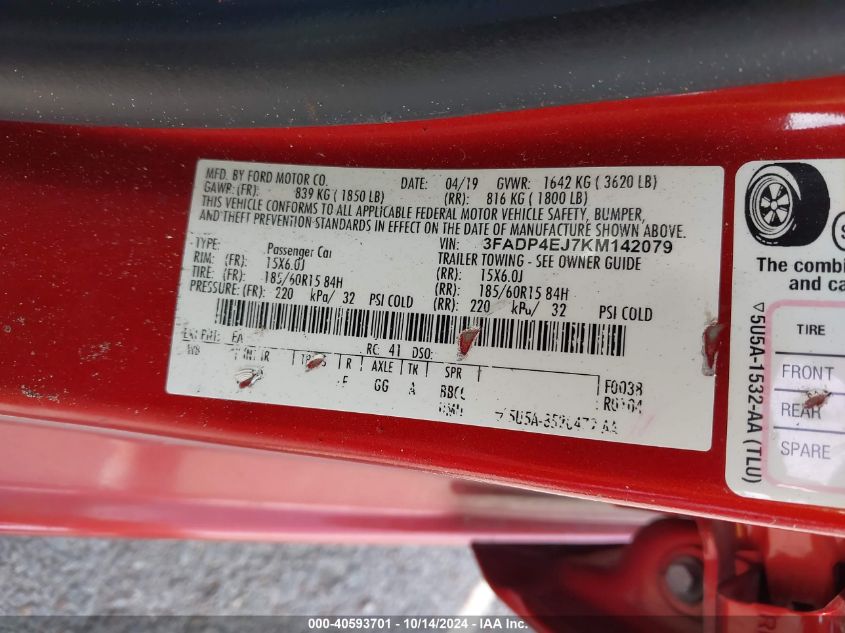 MFD. BY FORD MOTOR CO. DATE: 04/19 GVWR: 1642 KG ( 3620 LB)
GAWR: (FR): 839 KG ( 1850 LB) (RR): 816 KG ( 1800 LB)
THIS VEHICLE CONFORMS TO ALL APPLICABLE FEDERAL MOTOR VEHICLE SAFETY, BUMPER,
AND THEFT PREVENTION STANDARDS IN EFFECT ON THE DATE OF MANUFACTURE SHOWN ABOVE.
VIN: 3FADP4EJ7KM142079
TYPE: Passenger Car TRAILER TOWING - SEE OWNER GUIDE
RIM: (FR): 15X6.0J (RR): 15X6.0J
TIRE: (FR): 185/60R15 84H (RR): 185/60R15 84H
PRESSURE: (FR): 220 kPa/ 32 PSI COLD (RR): 220 kPa/ 32 PSI COLD
EXT PNT: RC: 41 DSO:
WB R AXLE TK SPR
GG A
F0038
The combi
and ca
TIRE
FRONT
REAR
SPARE
5U5A-1532-AA (TLU)
000-40593701 - 10/14/2024 - IAA Inc.